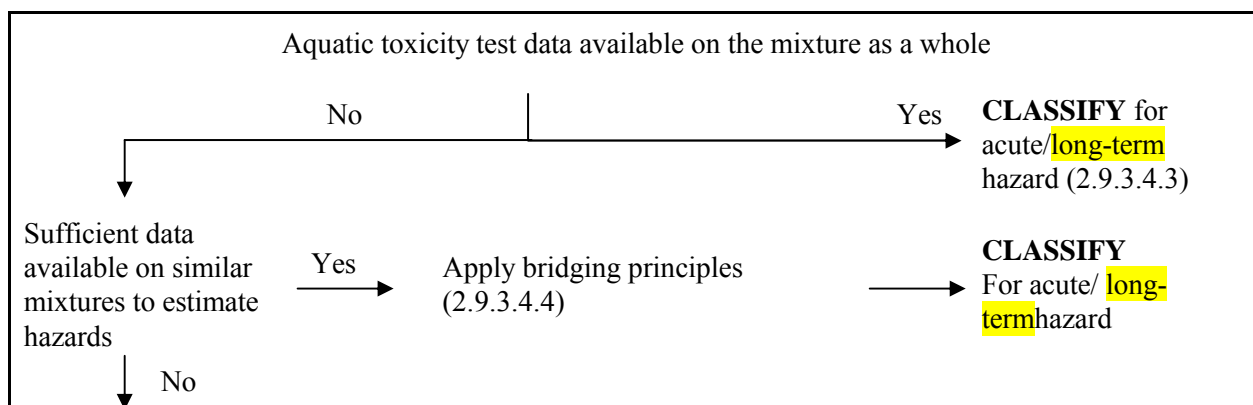 Aquatic toxicity test data available on the mixture as a whole
No
Yes
CLASSIFY for
acute/long-term
hazard (2.9.3.4.3)
Sufficient data
available on similar
mixtures to estimate
hazards
Yes
Apply bridging principles
(2.9.3.4.4)
CLASSIFY
For acute/ long-
termhazard
No